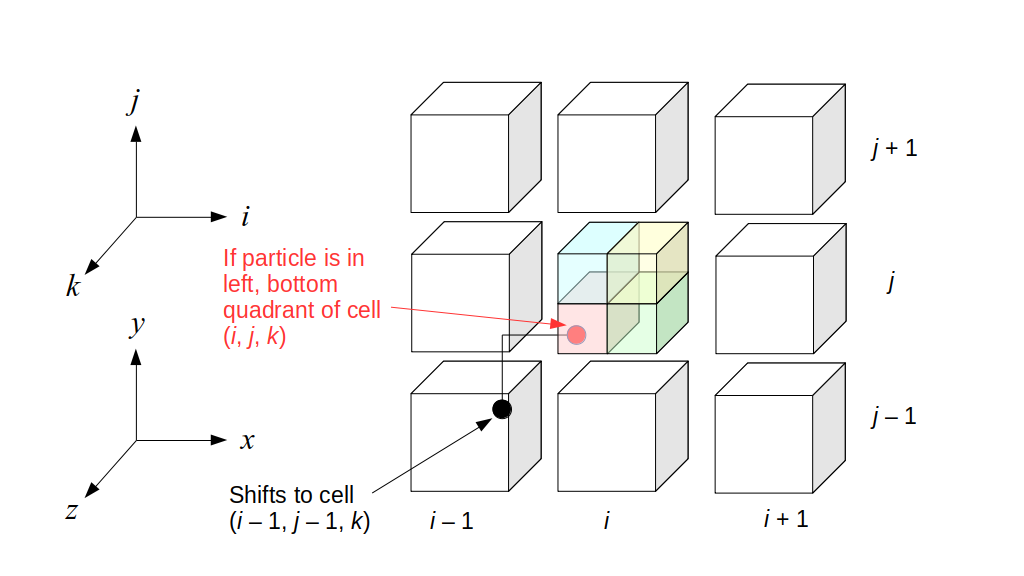 j
i
k
y
x
z
If particle is in
left, bottom
quadrant of cell
(i, j, k)
Shifts to cell
(i – 1, j – 1, k)
j + 1
j
j – 1
i – 1
i
i + 1